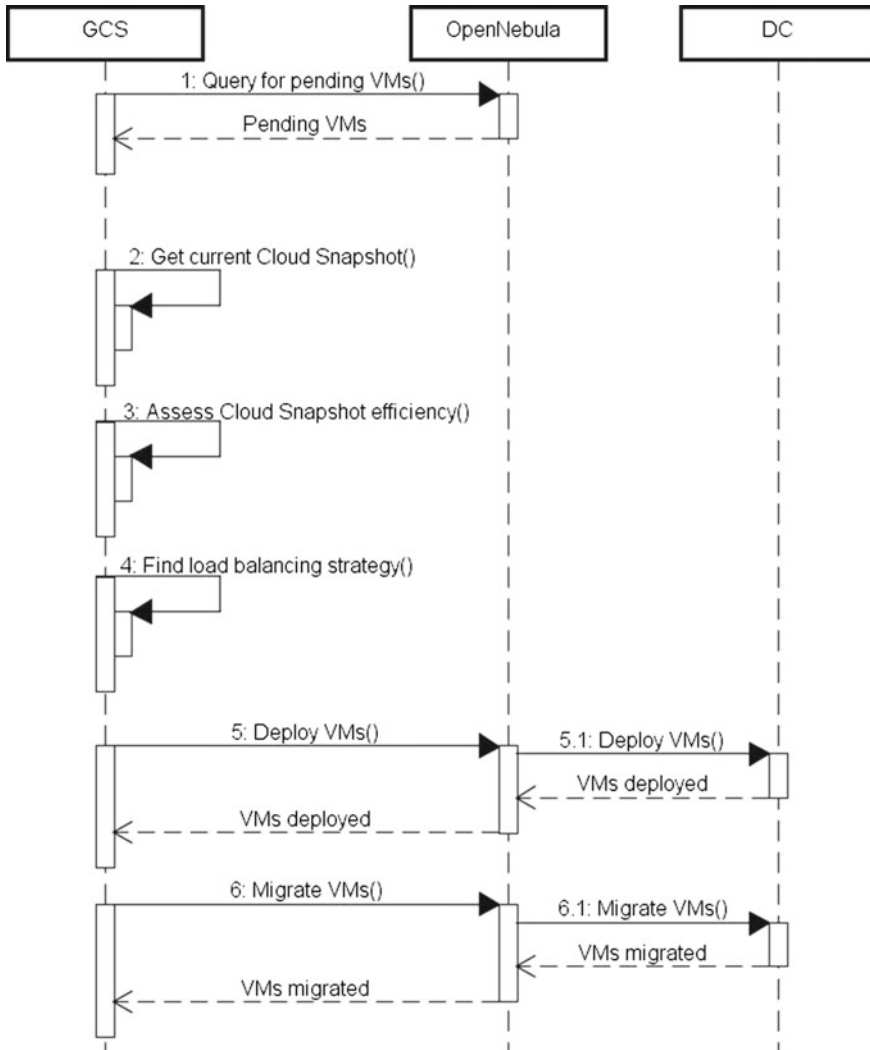 GCS
OpenNebula
DC
1: Query for pending VMs()
Pending VMs
2: Get current Cloud Snapshot()
3: Assess Cloud Snapshot efficiency()
4: Find load balancing strategy()
5: Deploy VMs()
5.1: Deploy VMs()
VMs deployed
VMs deployed
6: Migrate VMs()
6.1: Migrate VMs()
VMs migrated
VMs migrated